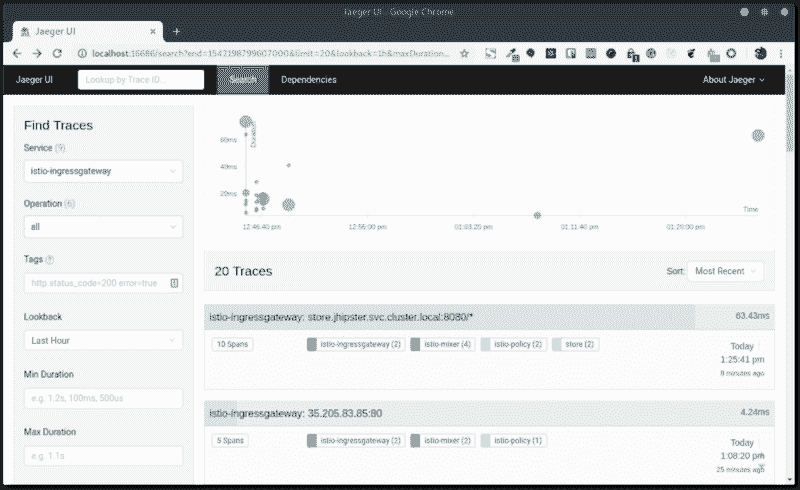 Jaeger UI - Google Chrome
Jaeger UI
localhost:16686/search?end=1542198799607000&limit=20&lookback=1h&maxDuration...
Jaeger UI
Lookup by Trace ID...
Search
Dependencies
About Jaeger
Find Traces
Service (9)
istio-ingressgateway
Operation (6)
all
Tags
http.status_code=200 error=true
Lookback
Last Hour
Min Duration
e.g. 1.2s, 100ms, 500us
Max Duration
e.g. 1.1s
Duration
60ms
40ms
20ms
Time
12:46:40 pm
12:55:00 pm
01:03:20 pm
01:11:40 pm
01:20:00 pm
20 Traces
Sort:
Most Recent
istio-ingressgateway: store.jhipster.svc.cluster.local:8080/*
63.43ms
10 Spans
istio-ingressgateway (2)
istio-mixer (4)
istio-policy (2)
store (2)
Today
1:25:41 pm
8 minutes ago
istio-ingressgateway: 35.205.83.85:80
4.24ms
5 Spans
istio-ingressgateway (2)
istio-mixer (2)
istio-policy (1)
Today
1:08:20 pm
25 minutes ago